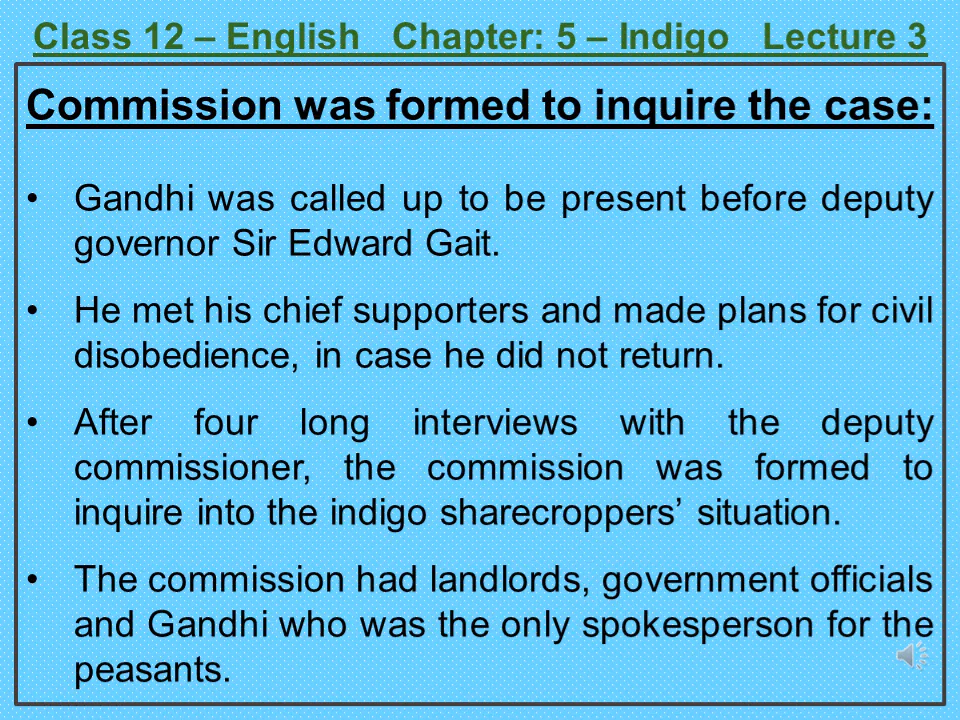 Class 12 – English   Chapter: 5 – Indigo   Lecture 3
Commission was formed to inquire the case:
• Gandhi was called up to be present before deputy
governor Sir Edward Gait.
• He met his chief supporters and made plans for civil
disobedience, in case he did not return.
• After four long interviews with the deputy
commissioner, the commission was formed to
inquire into the indigo sharecroppers’ situation.
• The commission had landlords, government officials
and Gandhi who was the only spokesperson for the
peasants.